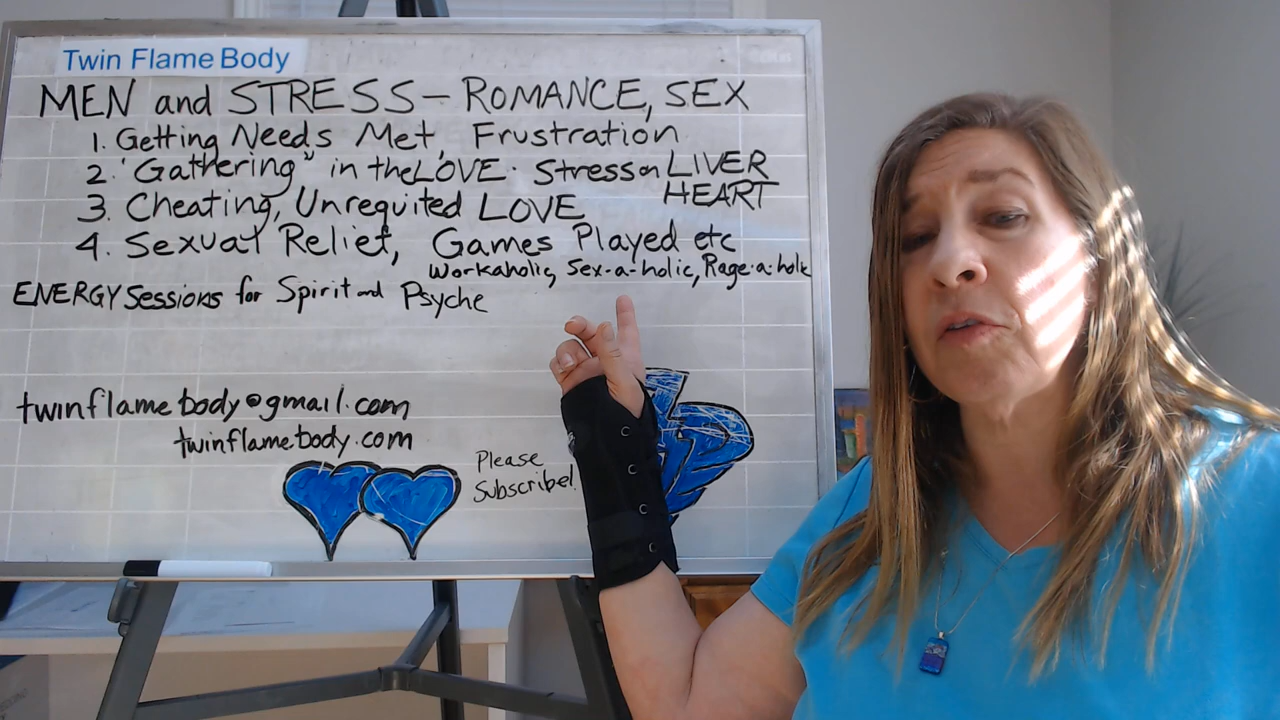 Twin Flame Body
MEN and STRESS - ROMANCE, SEX
1. Getting Needs Met, Frustration
2. "Gathering" in the LOVE. Stress on LIVER
HEART
3. Cheating, Unrequited LOVE
4. Sexual Relief, Games Played etc
Workaholic, Sex-a-holic, Rage-a-holic
ENERGY Sessions for Spirit and Psyche
twinflamebody@gmail.com
twinflamebody.com
Please
Subscribe!